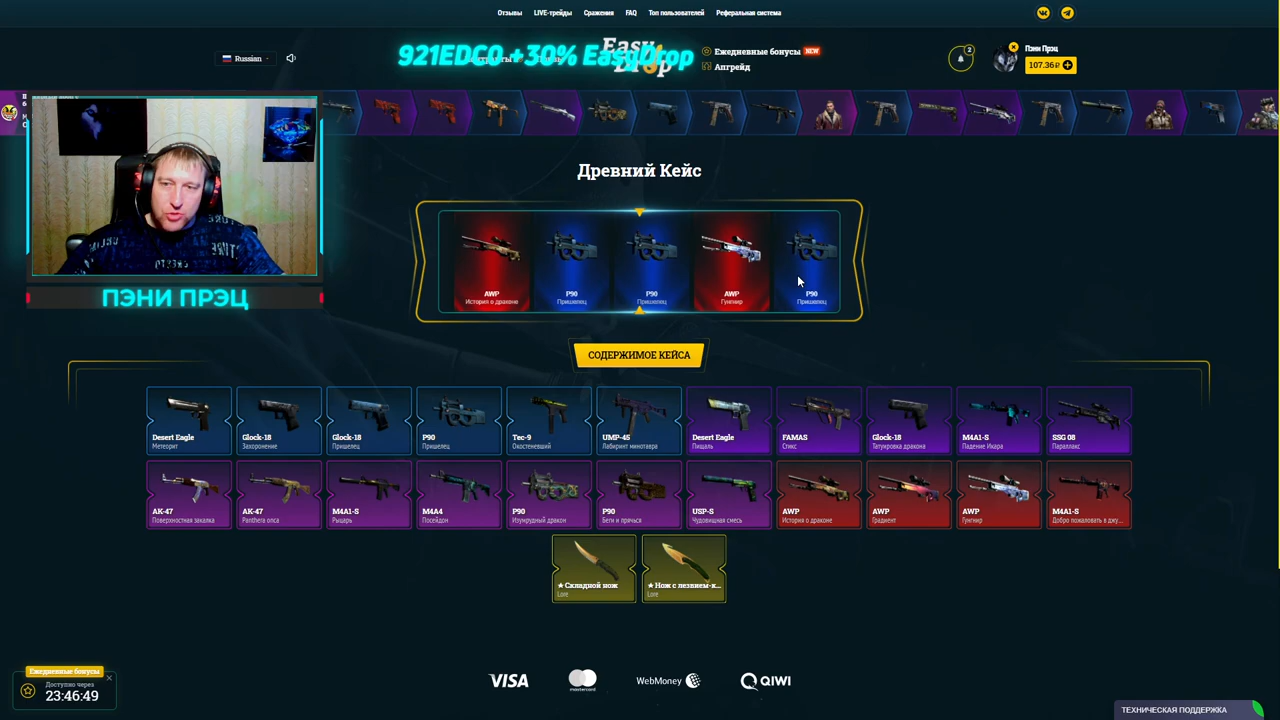 Отзывы LIVE-трейды Сражения FAQ Топ пользователей Реферальная система
Russian
921EDCO +30% EasyDrop
Easy Drop
Ежедневные бонусы NEW
Апгрейд
2
Пэни Прэц
107.36₽
ПЭНИ ПРЭЦ
Древний Кейс
AWP
История о драконе
P90
Пришелец
P90
Пришелец
AWP
Гунгнир
P90
Пришелец
СОДЕРЖИМОЕ КЕЙСА
Desert Eagle
Метеорит
Glock-18
Захоронение
Glock-18
Пришелец
P90
Пришелец
Tec-9
Окостеневший
UMP-45
Лабиринт минотавра
Desert Eagle
Пищаль
FAMAS
Стикс
Glock-18
Татуировка дракона
M4A1-S
Падение Икара
SSG 08
Параллакс
AK-47
Поверхностная закалка
AK-47
Panthera onca
M4A1-S
Рыцарь
M4A4
Посейдон
P90
Изумрудный дракон
P90
Беги и прячься
USP-S
Чудовищная смесь
AWP
История о драконе
AWP
Градиент
AWP
Гунгнир
M4A1-S
Добро пожаловать в джу...
★ Складной нож
Lore
★ Нож с лезвием-к...
Lore
Ежедневные бонусы
Доступно через
23:46:49
VISA
mastercard
WebMoney
QIWI
ТЕХНИЧЕСКАЯ ПОДДЕРЖКА